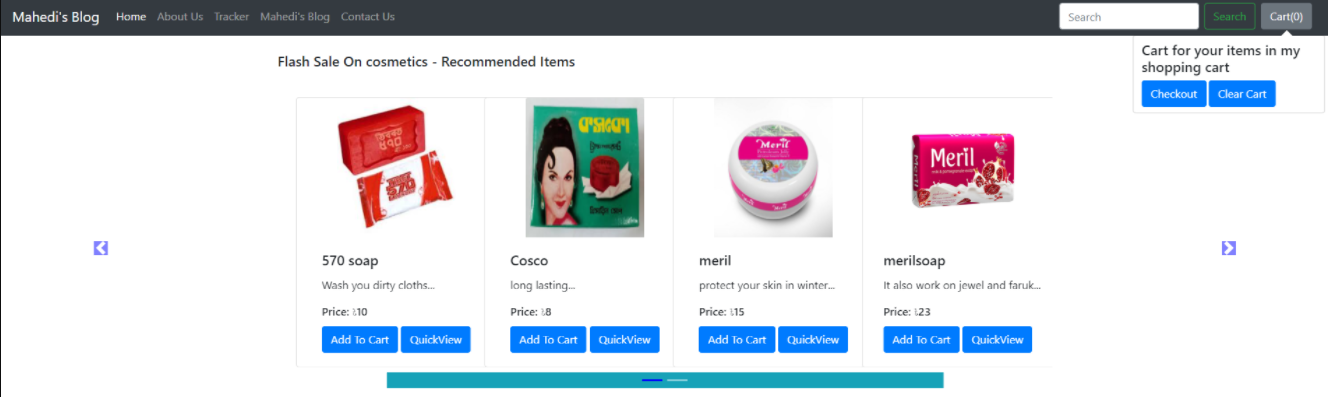 Mahedi's Blog Home About Us Tracker Mahedi's Blog Contact Us Search Search Cart(0)
Cart for your items in my
shopping cart
Checkout Clear Cart
Flash Sale On cosmetics - Recommended Items
570
Meril
Meril
570 soap
Wash you dirty cloths...
Price: ৳10
Add To Cart QuickView
Cosco
long lasting...
Price: ৳8
Add To Cart QuickView
meril
protect your skin in winter...
Price: ৳15
Add To Cart QuickView
merilsoap
It also work on jewel and faruk...
Price: ৳23
Add To Cart QuickView